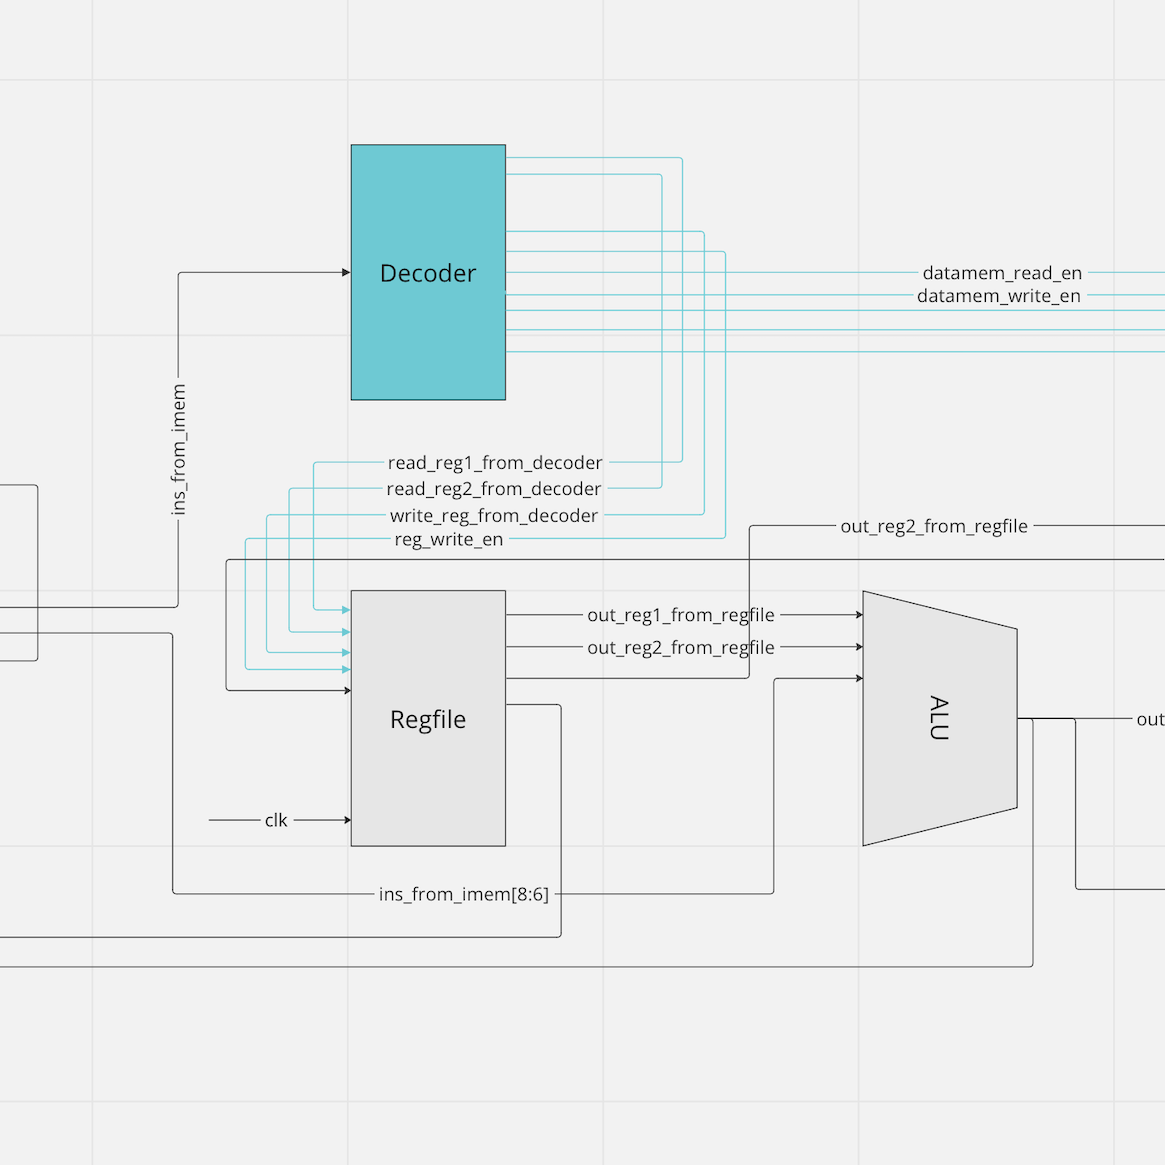 Decoder
datamem_read_en
datamem_write_en
ins_from_imem
read_reg1_from_decoder
read_reg2_from_decoder
write_reg_from_decoder
reg_write_en
out_reg2_from_regfile
out_reg1_from_regfile
out_reg2_from_regfile
Regfile
ALU
out
clk
ins_from_imem[8:6]